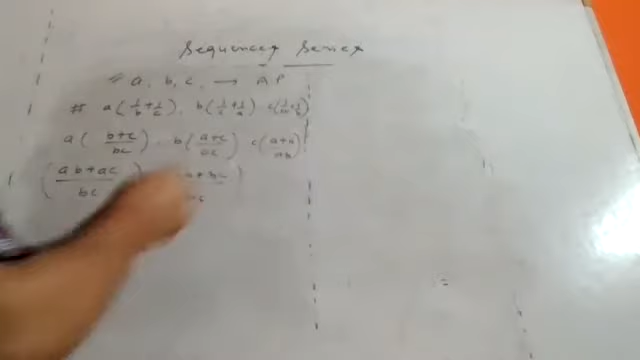 Sequences Series
# a, b, c, → AP
# a(1/b+1/c), b(1/c+1/a) c(1/a+1/b)
a( b+c/bc ), b( a+c/ac ) c( a+b/ab )
( ab+ac/bc )